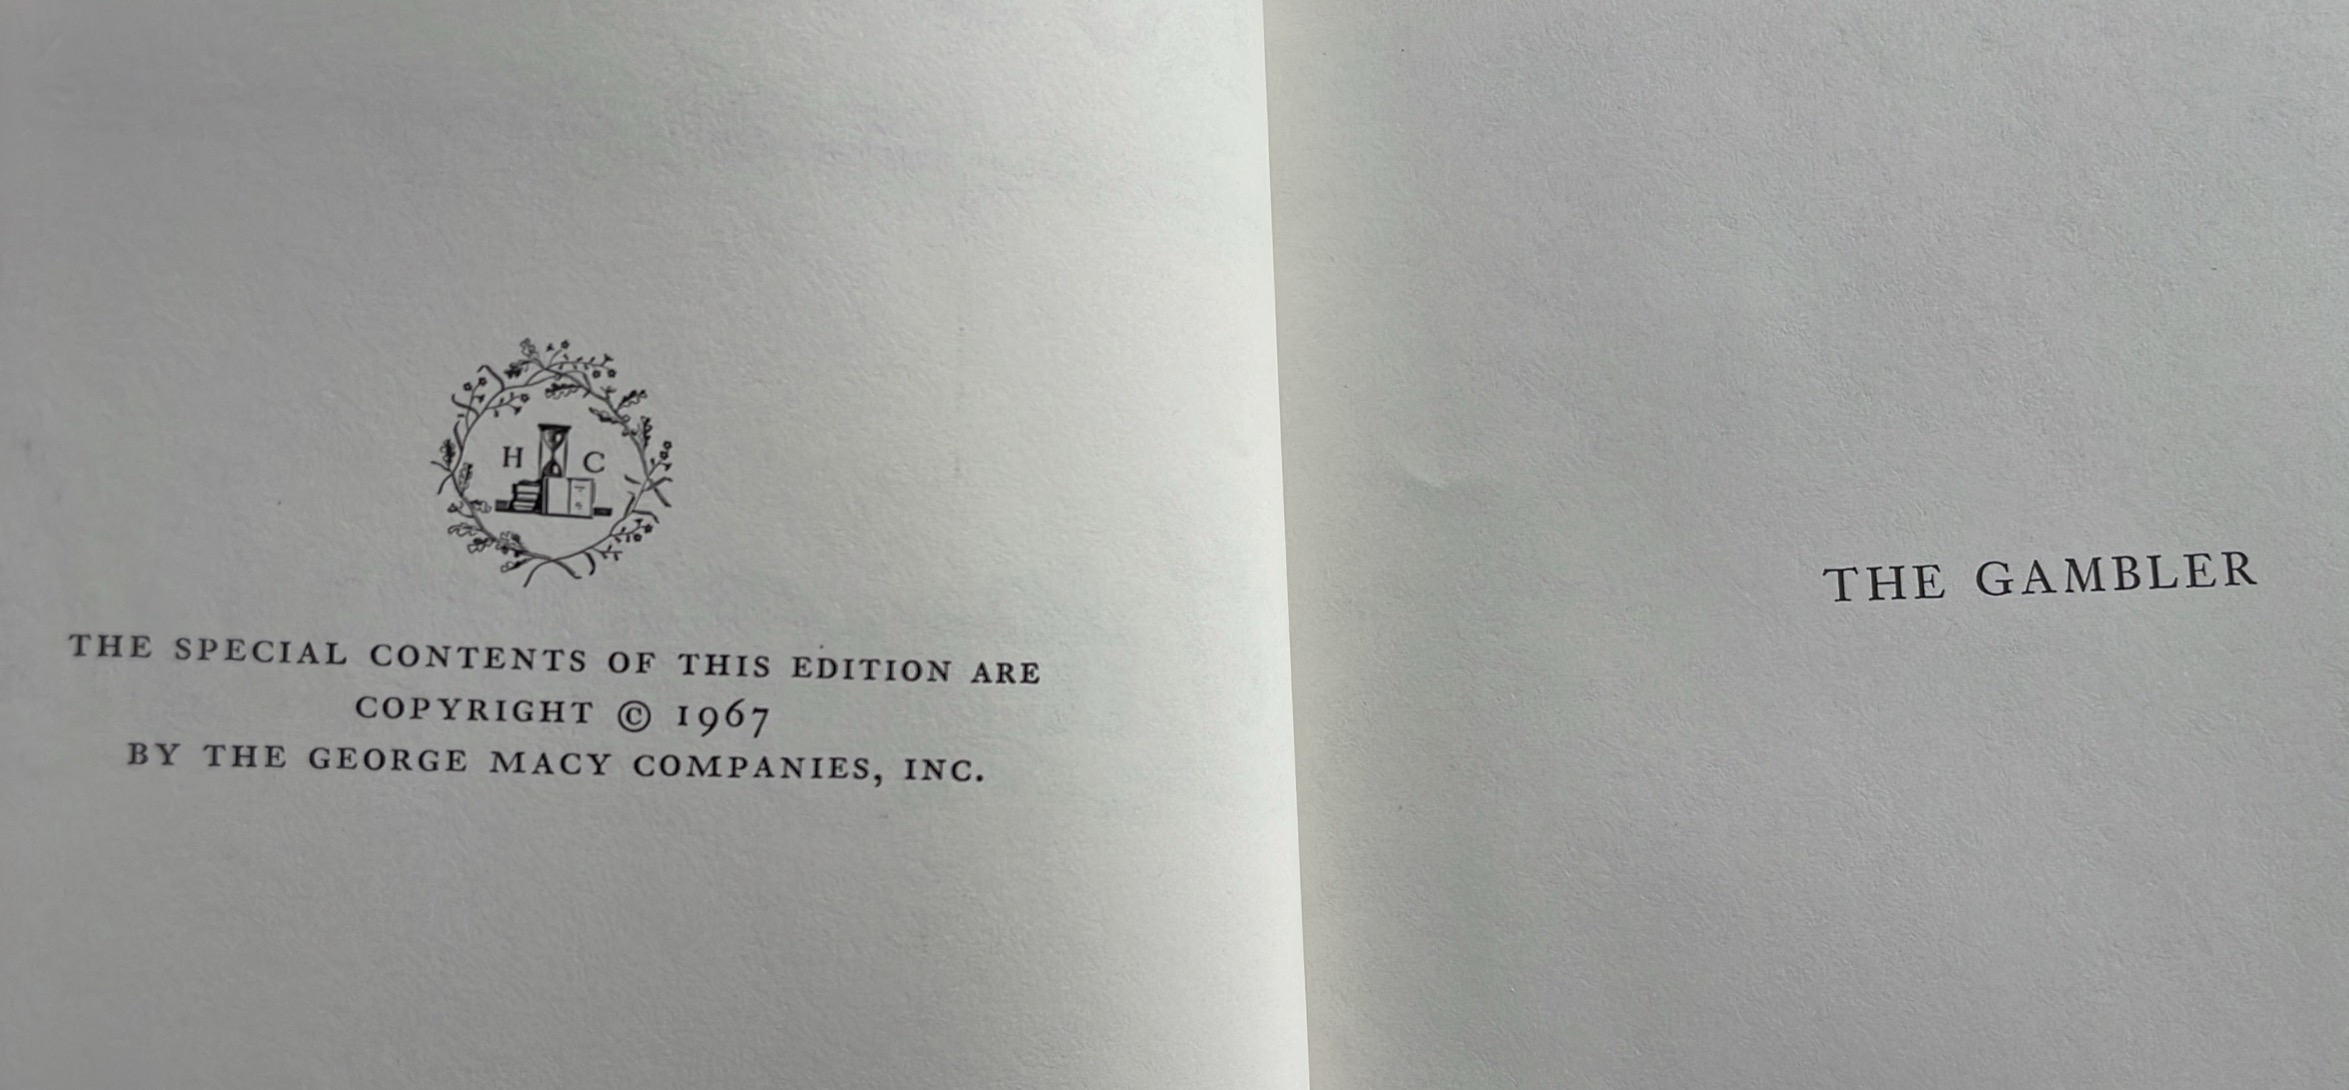 H C
THE SPECIAL CONTENTS OF THIS EDITION ARE
COPYRIGHT © 1967
BY THE GEORGE MACY COMPANIES, INC.
THE GAMBLER